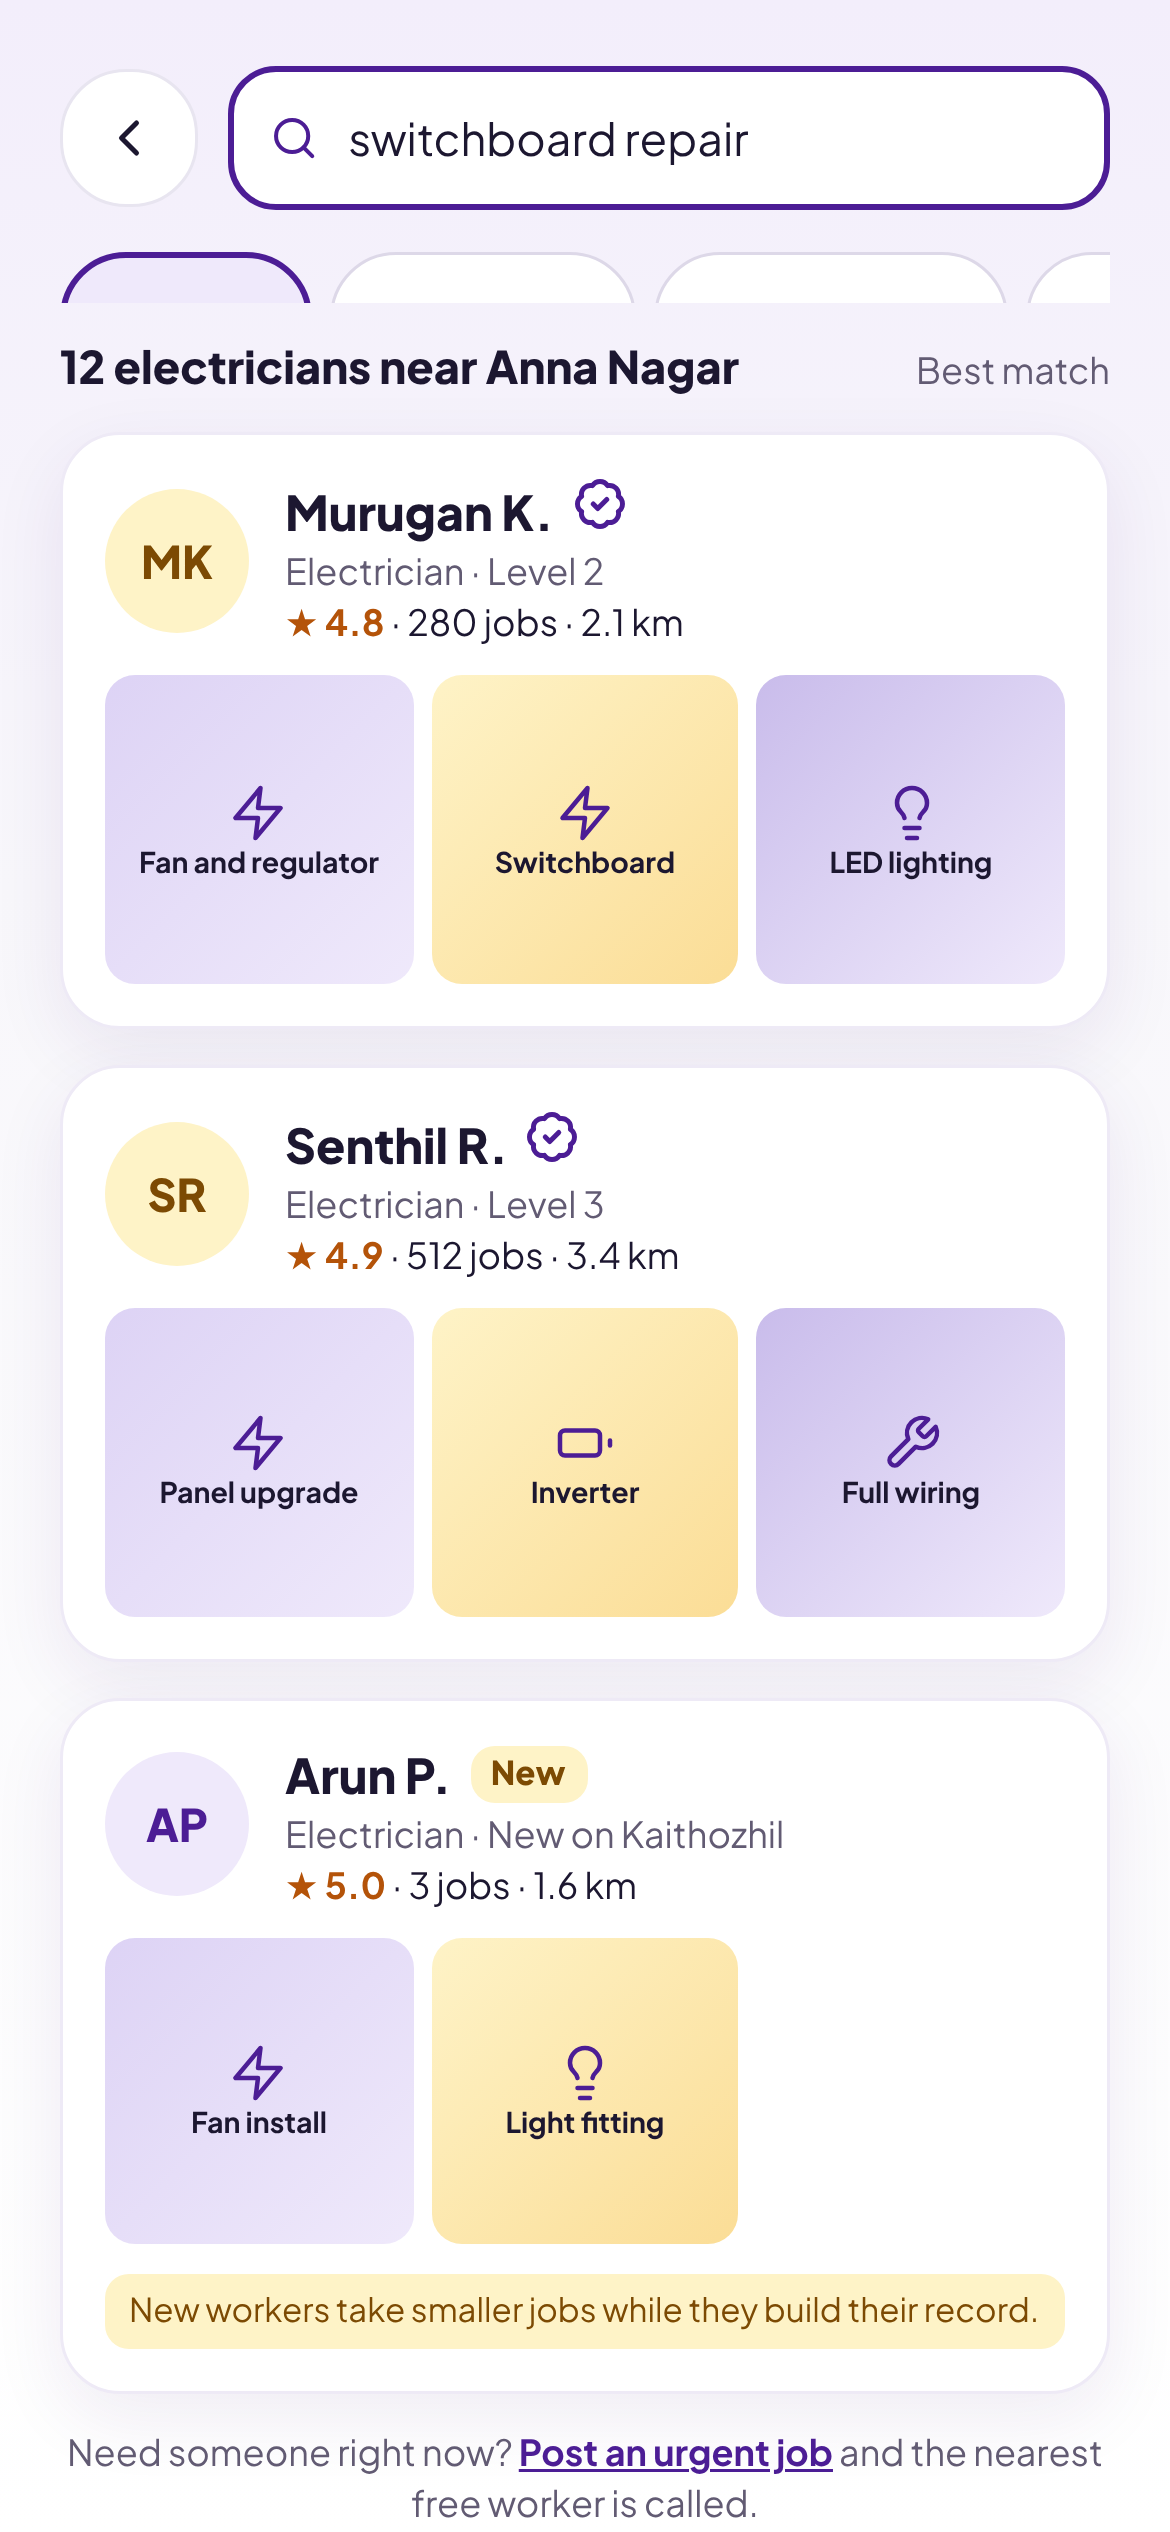 switchboard repair
12 electricians near Anna Nagar
Best match
MK
Murugan K.
Electrician · Level 2
★ 4.8 · 280 jobs · 2.1 km
Fan and regulator
Switchboard
LED lighting
SR
Senthil R.
Electrician · Level 3
★ 4.9 · 512 jobs · 3.4 km
Panel upgrade
Inverter
Full wiring
AP
Arun P.
New
Electrician · New on Kaithozhil
★ 5.0 · 3 jobs · 1.6 km
Fan install
Light fitting
New workers take smaller jobs while they build their record.
Need someone right now? Post an urgent job and the nearest
free worker is called.